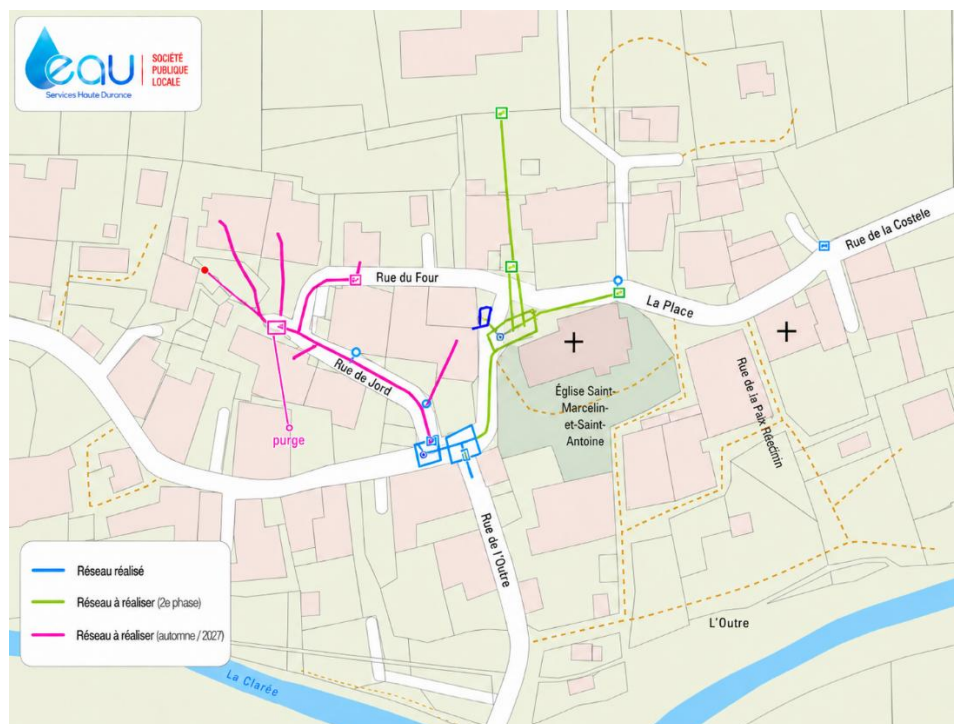 eau
SOCIÉTÉ
PUBLIQUE
LOCALE
Services Haute Durance
Rue de la Costele
Rue du Four
La Place
Rue de Jord
Église Saint-
Marcelin-
et-Saint-
Antoine
Rue de la Paix Réedinin
purge
Rue de l'Outre
Réseau réalisé
Réseau à réaliser (2e phase)
Réseau à réaliser (automne / 2027)
L'Outre
La Clarée